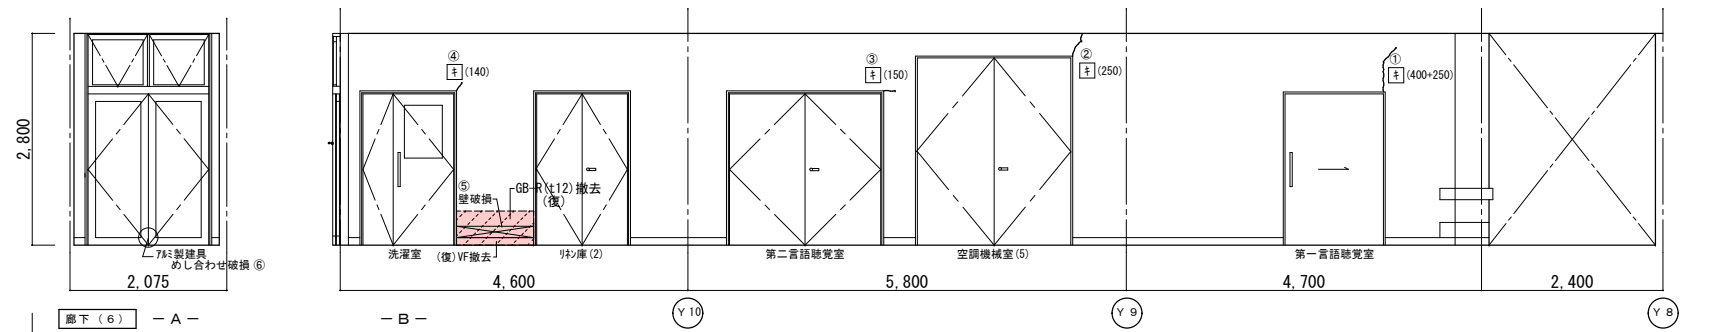 2,800
アルミ製建具
めし合わせ破損 ⑥
2,075
廊下(6)
－A－
④
キ (140)
③
キ (150)
②
キ (250)
①
キ (400+250)
⑤
壁破損
GB-R(t12)撤去
(復)
洗濯室
(復)VF撤去
リネン庫(2)
第二言語聴覚室
空調機械室(5)
第一言語聴覚室
4,600
5,800
4,700
2,400
－B－
Y 10
Y 9
Y 8